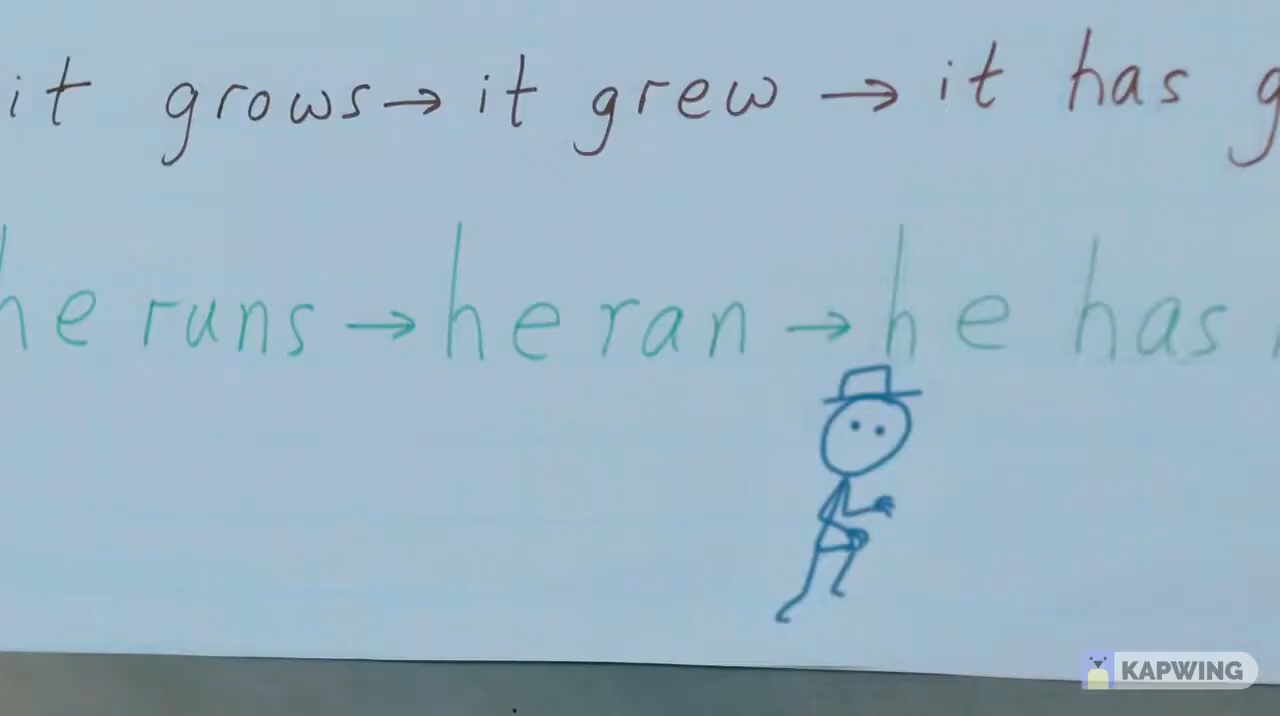 it grows → it grew → it has g
he runs → he ran → he has
KAPWING